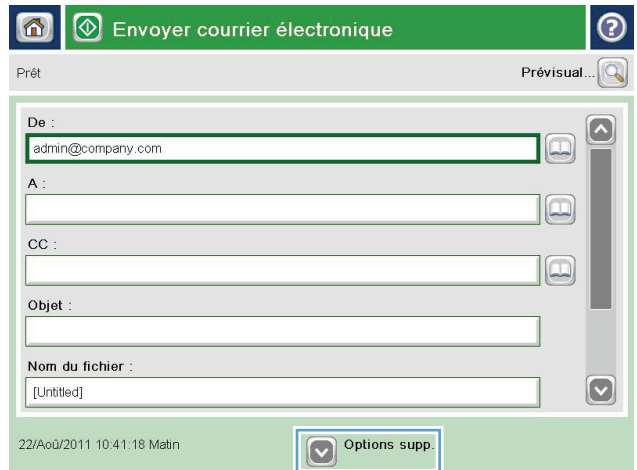 Envoyer courrier électronique
Prêt
Prévisual...
De :
admin@company.com
A :
CC :
Objet :
Nom du fichier :
[Untitled]
22/Aoû/2011 10:41:18 Matin
Options supp.